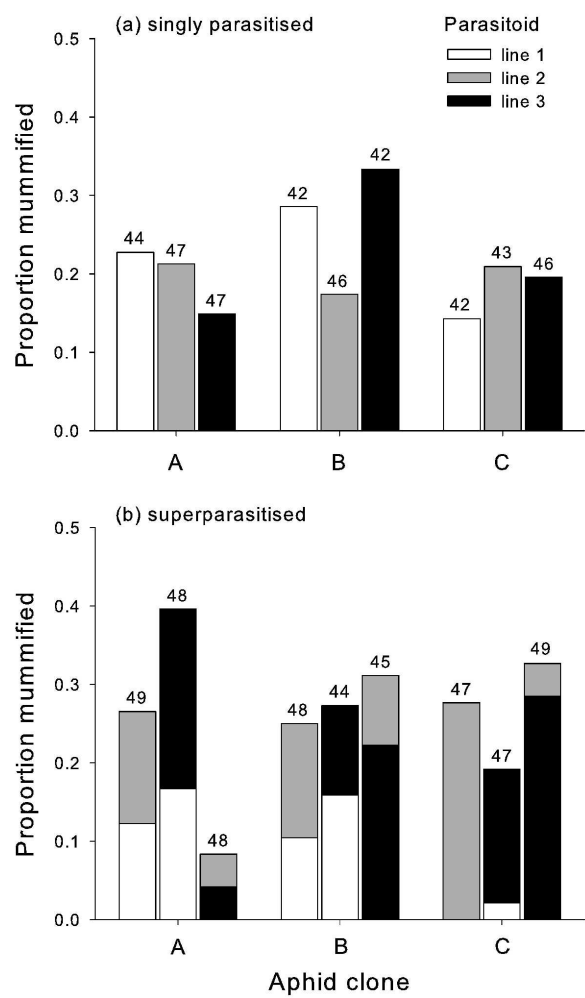 (a) singly parasitised
Parasitoid
line 1
line 2
line 3
Proportion mummified
0.5
0.4
0.3
0.2
0.1
0.0
44
47
47
42
46
42
42
43
46
A
B
C
(b) superparasitised
Proportion mummified
0.5
0.4
0.3
0.2
0.1
0.0
49
48
48
48
44
45
47
47
49
A
B
C
Aphid clone